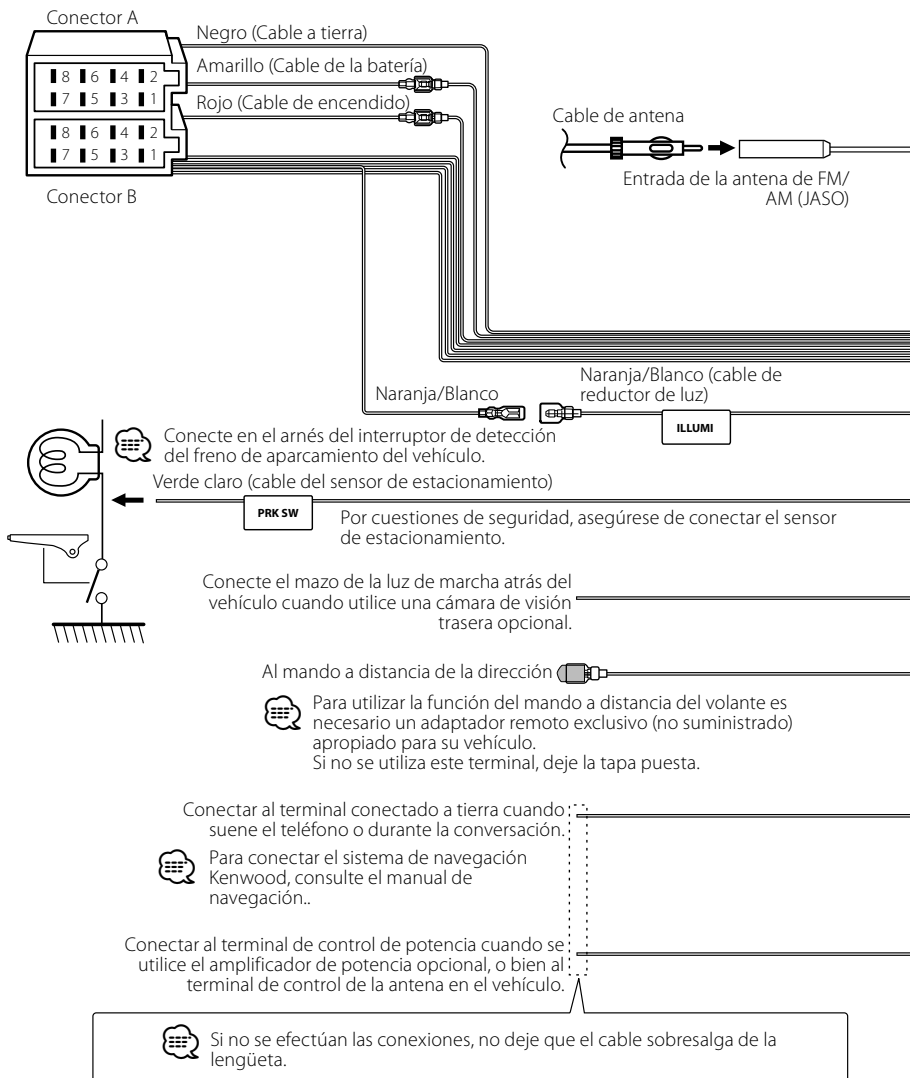 Conector A
Negro (Cable a tierra)
Amarillo (Cable de la batería)
Rojo (Cable de encendido)
8 6 4 2
7 5 3 1
8 6 4 2
7 5 3 1
Conector B
Cable de antena
Entrada de la antena de FM/
AM (JASO)
Naranja/Blanco
Naranja/Blanco (cable de
reductor de luz)
ILLUMI
Conecte en el arnés del interruptor de detección
del freno de aparcamiento del vehículo.
Verde claro (cable del sensor de estacionamiento)
PRK SW
Por cuestiones de seguridad, asegúrese de conectar el sensor
de estacionamiento.
Conecte el mazo de la luz de marcha atrás del
vehículo cuando utilice una cámara de visión
trasera opcional.
Al mando a distancia de la dirección
Para utilizar la función del mando a distancia del volante es
necesario un adaptador remoto exclusivo (no suministrado)
apropiado para su vehículo.
Si no se utiliza este terminal, deje la tapa puesta.
Conectar al terminal conectado a tierra cuando
suene el teléfono o durante la conversación.
Para conectar el sistema de navegación
Kenwood, consulte el manual de
navegación..
Conectar al terminal de control de potencia cuando se
utilice el amplificador de potencia opcional, o bien al
terminal de control de la antena en el vehículo.
Si no se efectúan las conexiones, no deje que el cable sobresalga de la
lengüeta.